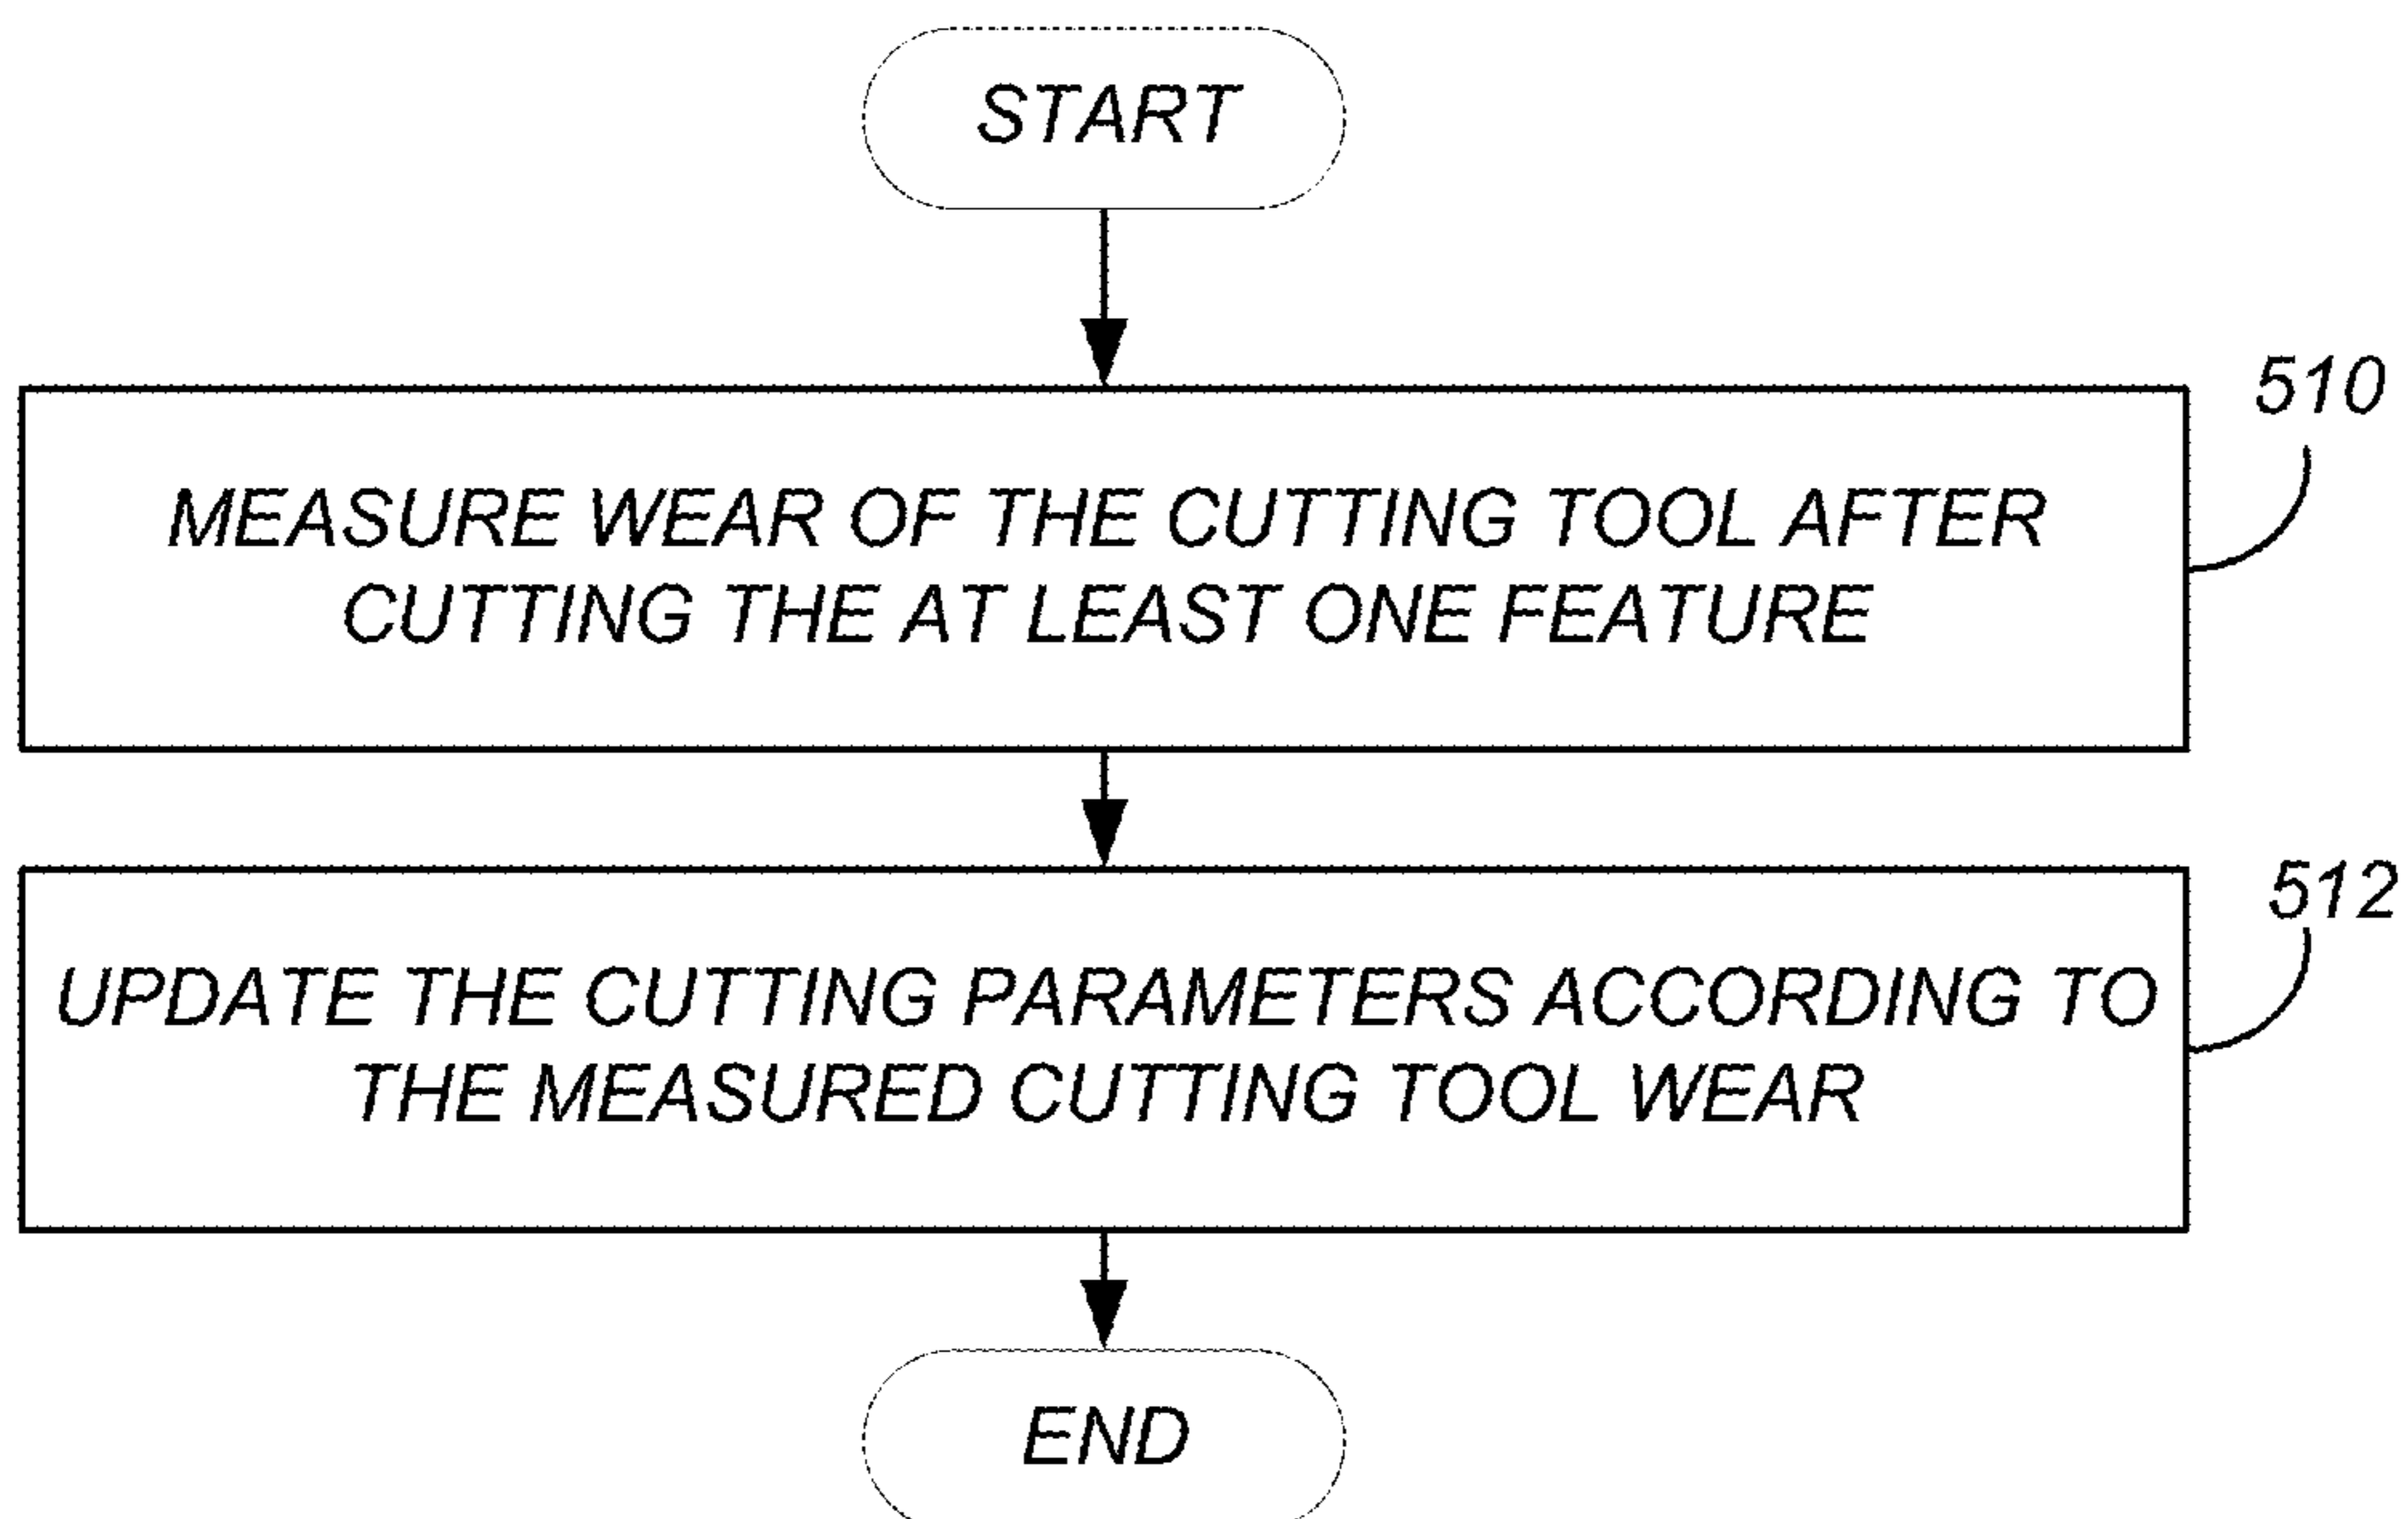 START
510
MEASURE WEAR OF THE CUTTING TOOL AFTER
CUTTING THE AT LEAST ONE FEATURE
512
UPDATE THE CUTTING PARAMETERS ACCORDING TO
THE MEASURED CUTTING TOOL WEAR
END